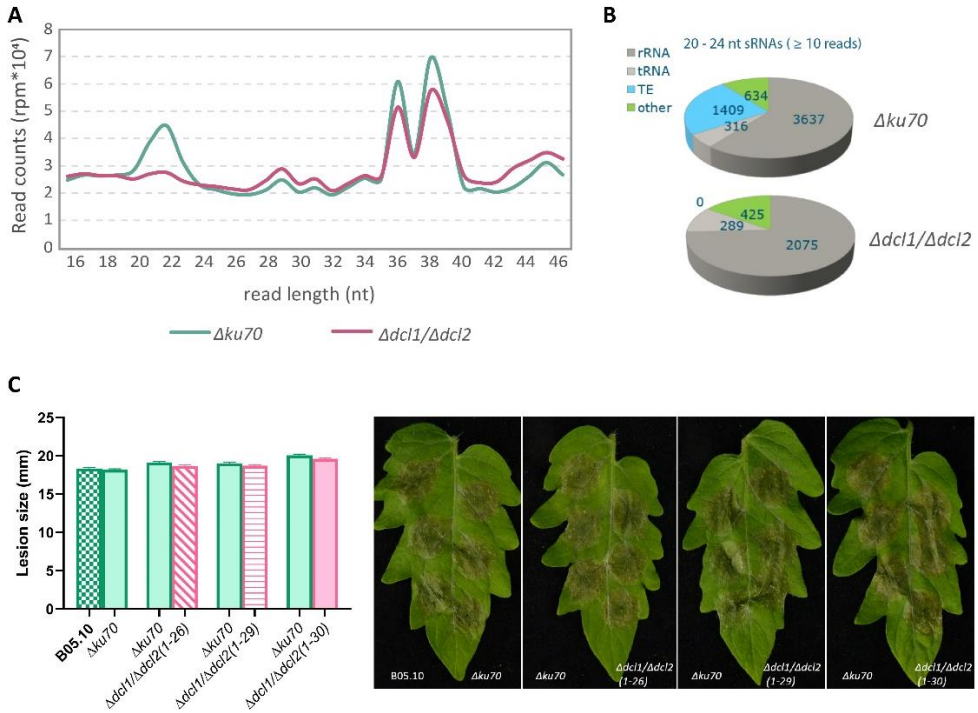 A
Read counts (rpm*10⁴)
8
7
6
5
4
3
2
1
0
16 18 20 22 24 26 28 30 32 34 36 38 40 42 44 46
read length (nt)
Δku70
Δdcl1/Δdcl2
B
20 - 24 nt sRNAs ( ≥ 10 reads)
rRNA
tRNA
TE
other
634
1409
316
3637
Δku70
0
425
289
2075
Δdcl1/Δdcl2
C
Lesion size (mm)
25
20
15
10
5
0
B05.10
Δku70
Δku70
Δdcl1/Δdcl2(1-26)
Δku70
Δdcl1/Δdcl2(1-29)
Δku70
Δdcl1/Δdcl2(1-30)
B05.10 Δku70
Δku70 Δdcl1/Δdcl2
(1-26)
Δku70 Δdcl1/Δdcl2
(1-29)
Δku70 Δdcl1/Δdcl2
(1-30)